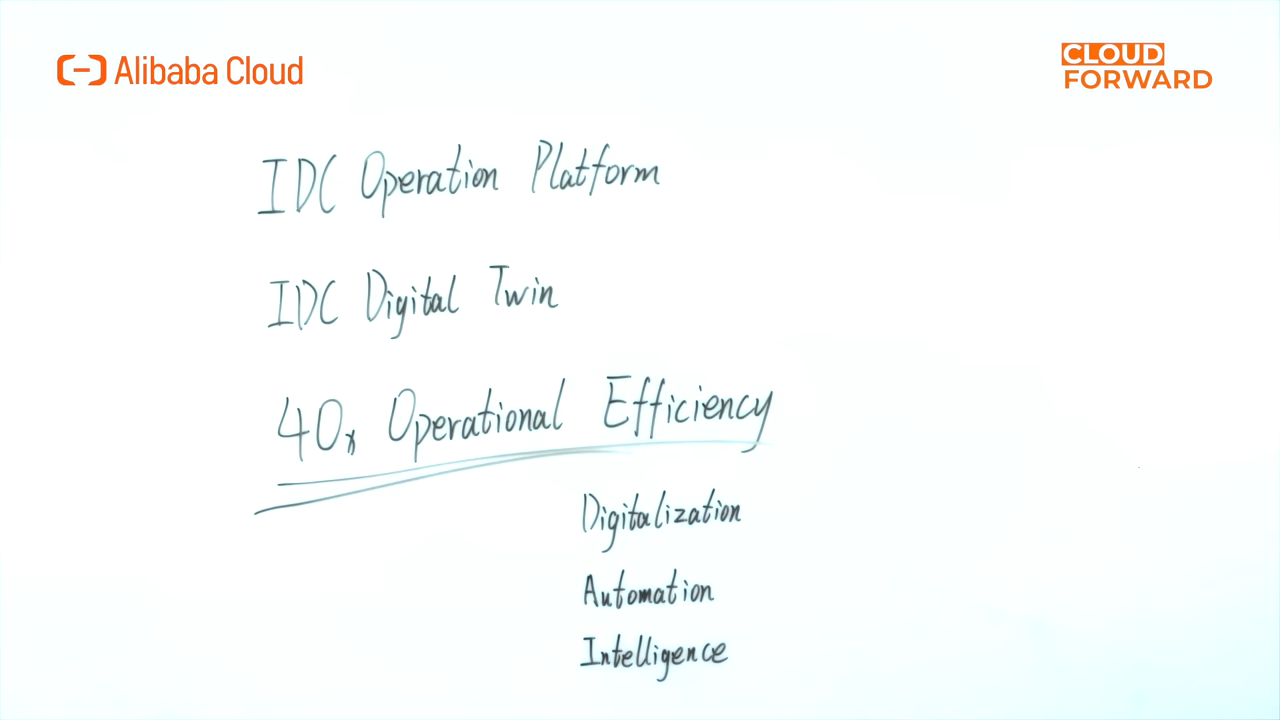 Alibaba Cloud
CLOUD
FORWARD
IDC Operation Platform
IDC Digital Twin
40x Operational Efficiency
Digitalization
Automation
Intelligence